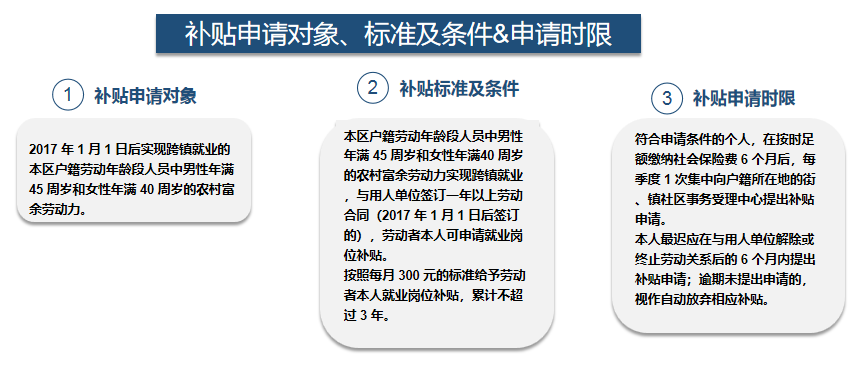 补贴申请对象、标准及条件&申请时限
1 补贴申请对象
2017 年 1 月 1 日后实现跨镇就业的
本区户籍劳动年龄段人员中男性年满
45 周岁和女性年满 40 周岁的农村富
余劳动力。
2 补贴标准及条件
本区户籍劳动年龄段人员中男性
年满 45 周岁和女性年满40 周岁
的农村富余劳动力实现跨镇就业
，与用人单位签订一年以上劳动
合同（2017 年 1 月 1 日后签订
的），劳动者本人可申请就业岗
位补贴。
按照每月 300 元的标准给予劳动
者本人就业岗位补贴，累计不超
过 3 年。
3 补贴申请时限
符合申请条件的个人，在按时足
额缴纳社会保险费 6 个月后，每
季度 1 次集中向户籍所在地的街
、镇社区事务受理中心提出补贴
申请。
本人最迟应在与用人单位解除或
终止劳动关系后的 6 个月内提出
补贴申请；逾期未提出申请的，
视作自动放弃相应补贴。